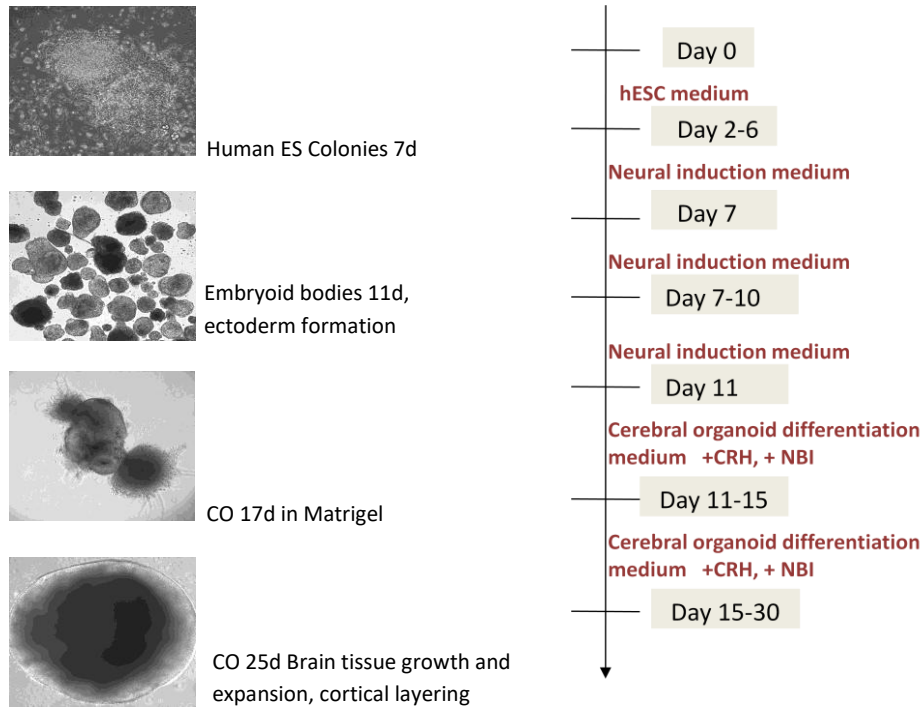 Human ES Colonies 7d
Embryoid bodies 11d,
ectoderm formation
CO 17d in Matrigel
CO 25d Brain tissue growth and
expansion, cortical layering
Day 0
hESC medium
Day 2-6
Neural induction medium
Day 7
Neural induction medium
Day 7-10
Neural induction medium
Day 11
Cerebral organoid differentiation
medium +CRH, + NBI
Day 11-15
Cerebral organoid differentiation
medium +CRH, + NBI
Day 15-30